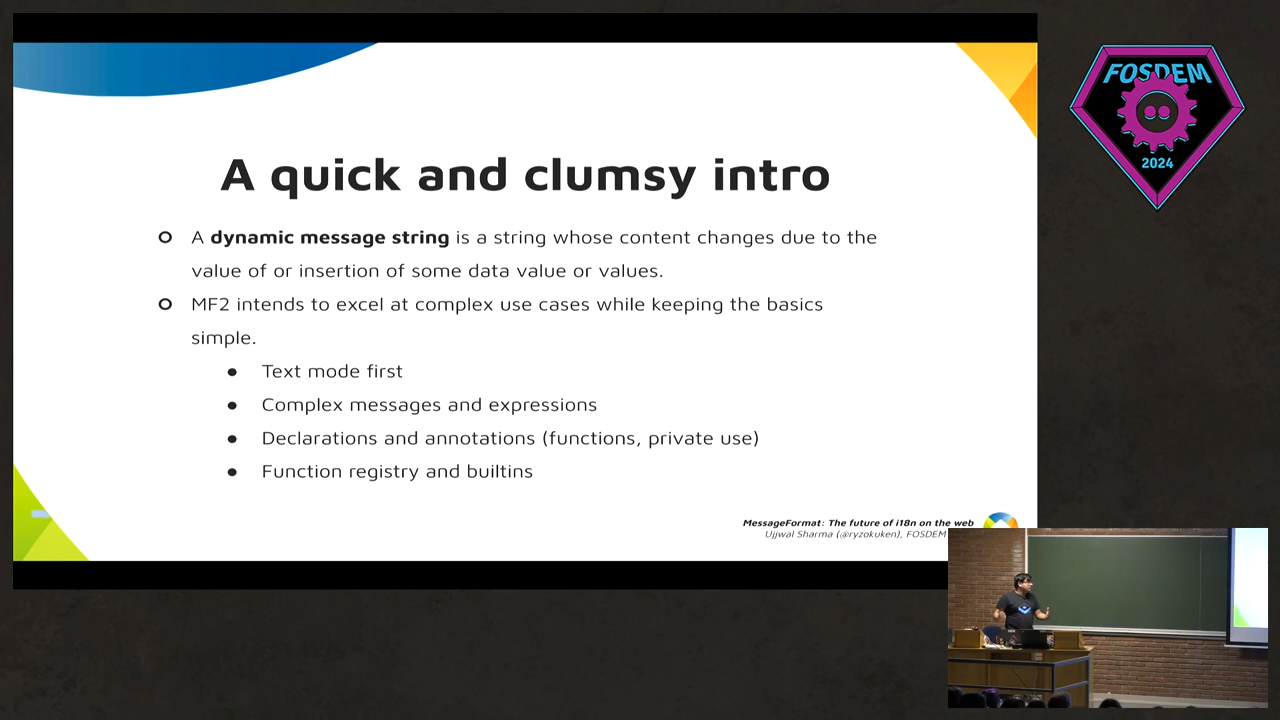 A quick and clumsy intro
A dynamic message string is a string whose content changes due to the
value of or insertion of some data value or values.
MF2 intends to excel at complex use cases while keeping the basics
simple.
Text mode first
Complex messages and expressions
Declarations and annotations (functions, private use)
Function registry and builtins
MessageFormat: The future of i18n on the web
Ujjwal Sharma (@ryzokuken), FOSDEM
FOSDEM
2024